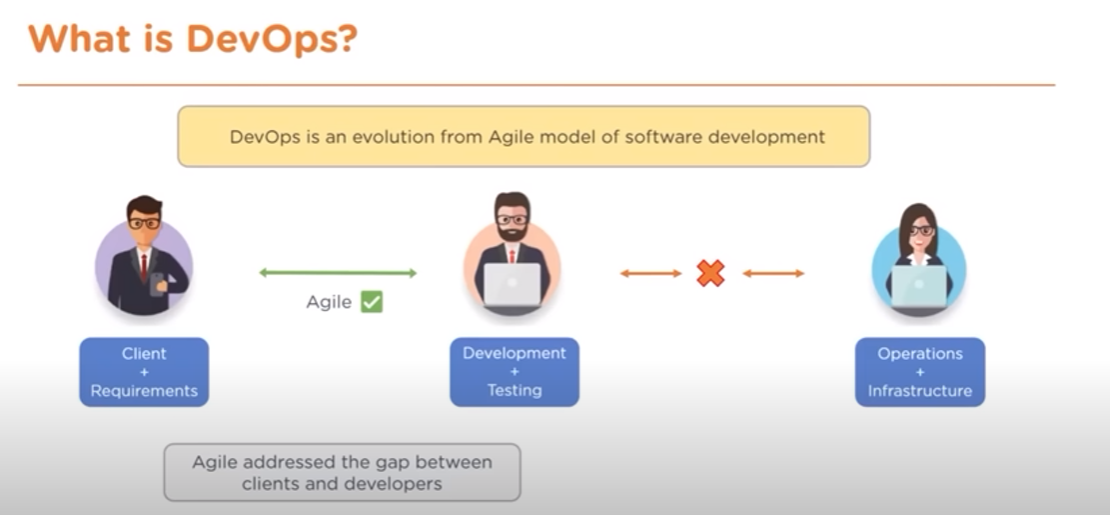 What is DevOps?
DevOps is an evolution from Agile model of software development
Agile
Client
+
Requirements
Development
+
Testing
Operations
+
Infrastructure
Agile addressed the gap between
clients and developers